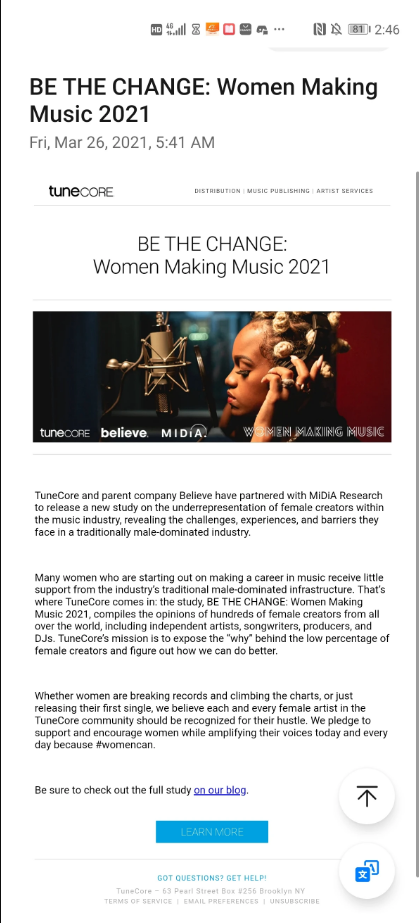 HD 4G 81 2:46
BE THE CHANGE: Women Making
Music 2021
Fri, Mar 26, 2021, 5:41 AM
tunecore DISTRIBUTION | MUSIC PUBLISHING | ARTIST SERVICES
BE THE CHANGE:
Women Making Music 2021
tunecore believe. MIDiA. WOMEN MAKING MUSIC
TuneCore and parent company Believe have partnered with MiDiA Research
to release a new study on the underrepresentation of female creators within
the music industry, revealing the challenges, experiences, and barriers they
face in a traditionally male-dominated industry.
Many women who are starting out on making a career in music receive little
support from the industry's traditional male-dominated infrastructure. That's
where TuneCore comes in: the study, BE THE CHANGE: Women Making
Music 2021, compiles the opinions of hundreds of female creators from all
over the world, including independent artists, songwriters, producers, and
DJs. TuneCore's mission is to expose the "why" behind the low percentage of
female creators and figure out how we can do better.
Whether women are breaking records and climbing the charts, or just
releasing their first single, we believe each and every female artist in the
TuneCore community should be recognized for their hustle. We pledge to
support and encourage women while amplifying their voices today and every
day because #womencan.
Be sure to check out the full study on our blog.
LEARN MORE
GOT QUESTIONS? GET HELP!
TuneCore – 63 Pearl Street Box #256 Brooklyn NY
TERMS OF SERVICE | EMAIL PREFERENCES | UNSUBSCRIBE